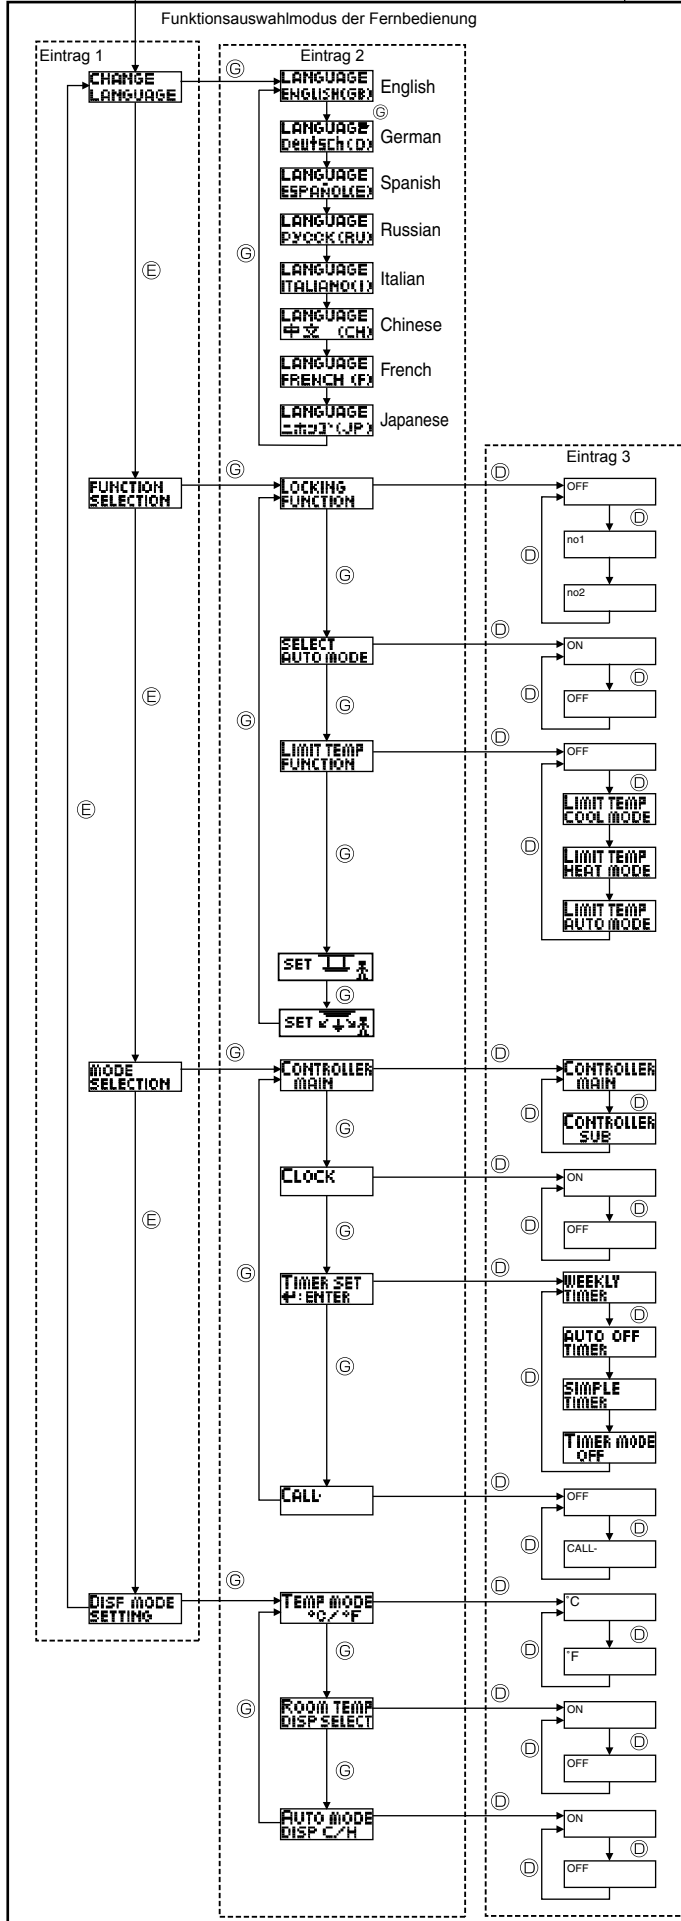 Funktionsauswahlmodus der Fernbedienung
Eintrag 1
CHANGE
LANGUAGE
Ⓔ
FUNCTION
SELECTION
Ⓔ
Ⓔ
MODE
SELECTION
Ⓔ
DISP MODE
SETTING
Eintrag 2
Ⓖ
LANGUAGE
ENGLISH(GB)
English
Ⓖ
LANGUAGE
Deutsch(D)
German
LANGUAGE
ESPAÑOL(E)
Spanish
LANGUAGE
РУССК(RU)
Russian
Ⓖ
LANGUAGE
ITALIANO(I)
Italian
LANGUAGE
中文 (CH)
Chinese
LANGUAGE
FRENCH (F)
French
LANGUAGE
ニホンゴ(JP)
Japanese
Ⓖ
LOCKING
FUNCTION
Ⓖ
SELECT
AUTO MODE
Ⓖ
Ⓖ
LIMIT TEMP
FUNCTION
Ⓖ
SET
Ⓖ
SET
Ⓖ
CONTROLLER
MAIN
Ⓖ
CLOCK
Ⓖ
Ⓖ
TIMER SET
↵:ENTER
Ⓖ
CALL-
Ⓖ
TEMP MODE
°C/°F
Ⓖ
Ⓖ
ROOM TEMP
DISP SELECT
Ⓖ
AUTO MODE
DISP C/H
Eintrag 3
Ⓓ
OFF
Ⓓ
no1
Ⓓ
no2
Ⓓ
ON
Ⓓ
Ⓓ
OFF
Ⓓ
OFF
Ⓓ
LIMIT TEMP
COOL MODE
Ⓓ
LIMIT TEMP
HEAT MODE
LIMIT TEMP
AUTO MODE
Ⓓ
CONTROLLER
MAIN
Ⓓ
Ⓓ
CONTROLLER
SUB
Ⓓ
ON
Ⓓ
Ⓓ
OFF
Ⓓ
WEEKLY
TIMER
Ⓓ
AUTO OFF
TIMER
Ⓓ
SIMPLE
TIMER
TIMER MODE
OFF
Ⓓ
OFF
Ⓓ
Ⓓ
CALL-
Ⓓ
°C
Ⓓ
Ⓓ
°F
Ⓓ
ON
Ⓓ
Ⓓ
OFF
Ⓓ
ON
Ⓓ
Ⓓ
OFF